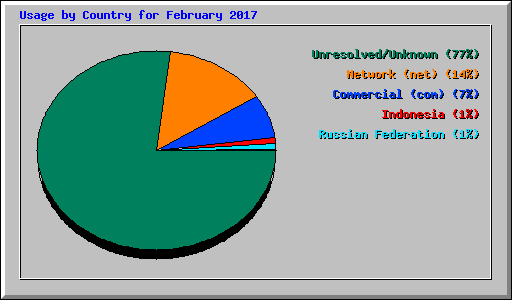 Usage by Country for February 2017
Unresolved/Unknown (77%)
Network (net) (14%)
Commercial (com) (7%)
Indonesia (1%)
Russian Federation (1%)